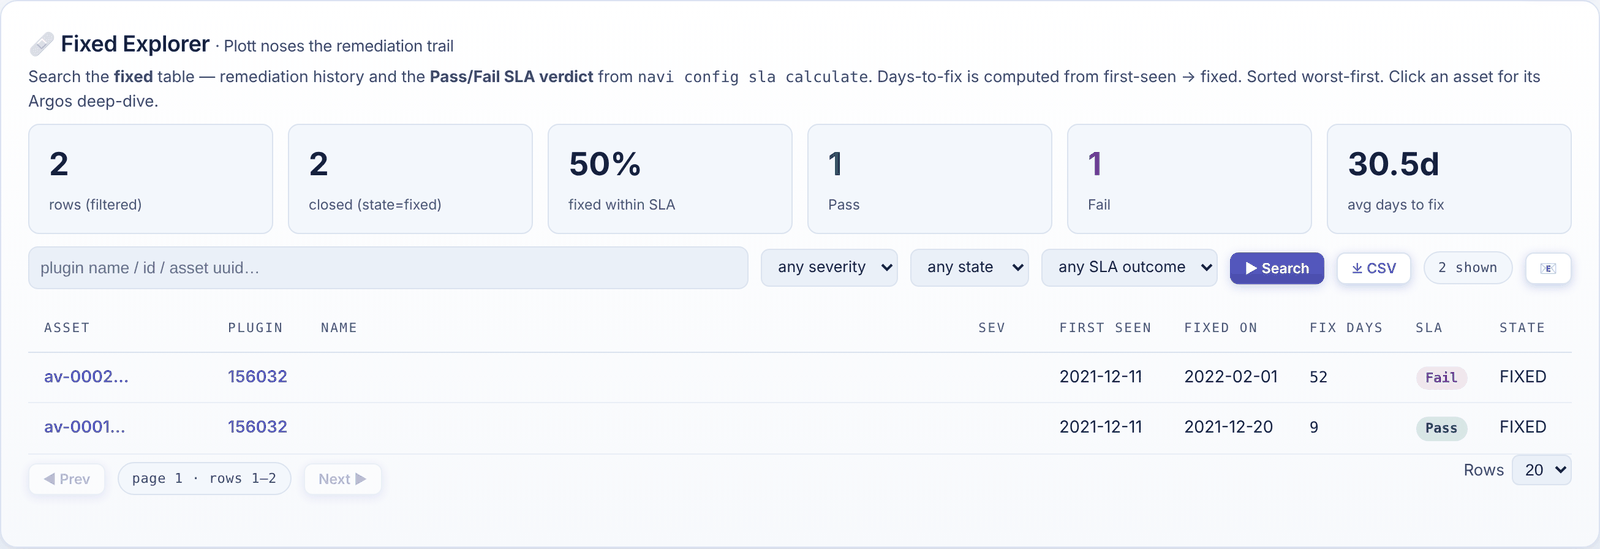 Fixed Explorer · Plott noses the remediation trail
Search the fixed table — remediation history and the Pass/Fail SLA verdict from navi config sla calculate. Days-to-fix is computed from first-seen → fixed. Sorted worst-first. Click an asset for its
Argos deep-dive.
2
rows (filtered)
2
closed (state=fixed)
50%
fixed within SLA
1
Pass
1
Fail
30.5d
avg days to fix
plugin name / id / asset uuid…
any severity
any state
any SLA outcome
▶ Search
CSV
2 shown
ASSET PLUGIN NAME SEV FIRST SEEN FIXED ON FIX DAYS SLA STATE
av-0002… 156032 2021-12-11 2022-02-01 52 Fail FIXED
av-0001… 156032 2021-12-11 2021-12-20 9 Pass FIXED
◀ Prev
page 1 · rows 1–2
Next ▶
Rows 20